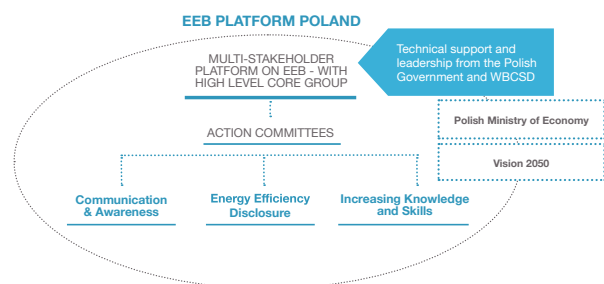 EEB PLATFORM POLAND
MULTI-STAKEHOLDER
PLATFORM ON EEB - WITH
HIGH LEVEL CORE GROUP
Technical support and
leadership from the Polish
Government and WBCSD
Polish Ministry of Economy
Vision 2050
ACTION COMMITTEES
Communication
& Awareness
Energy Efficiency
Disclosure
Increasing Knowledge
and Skills